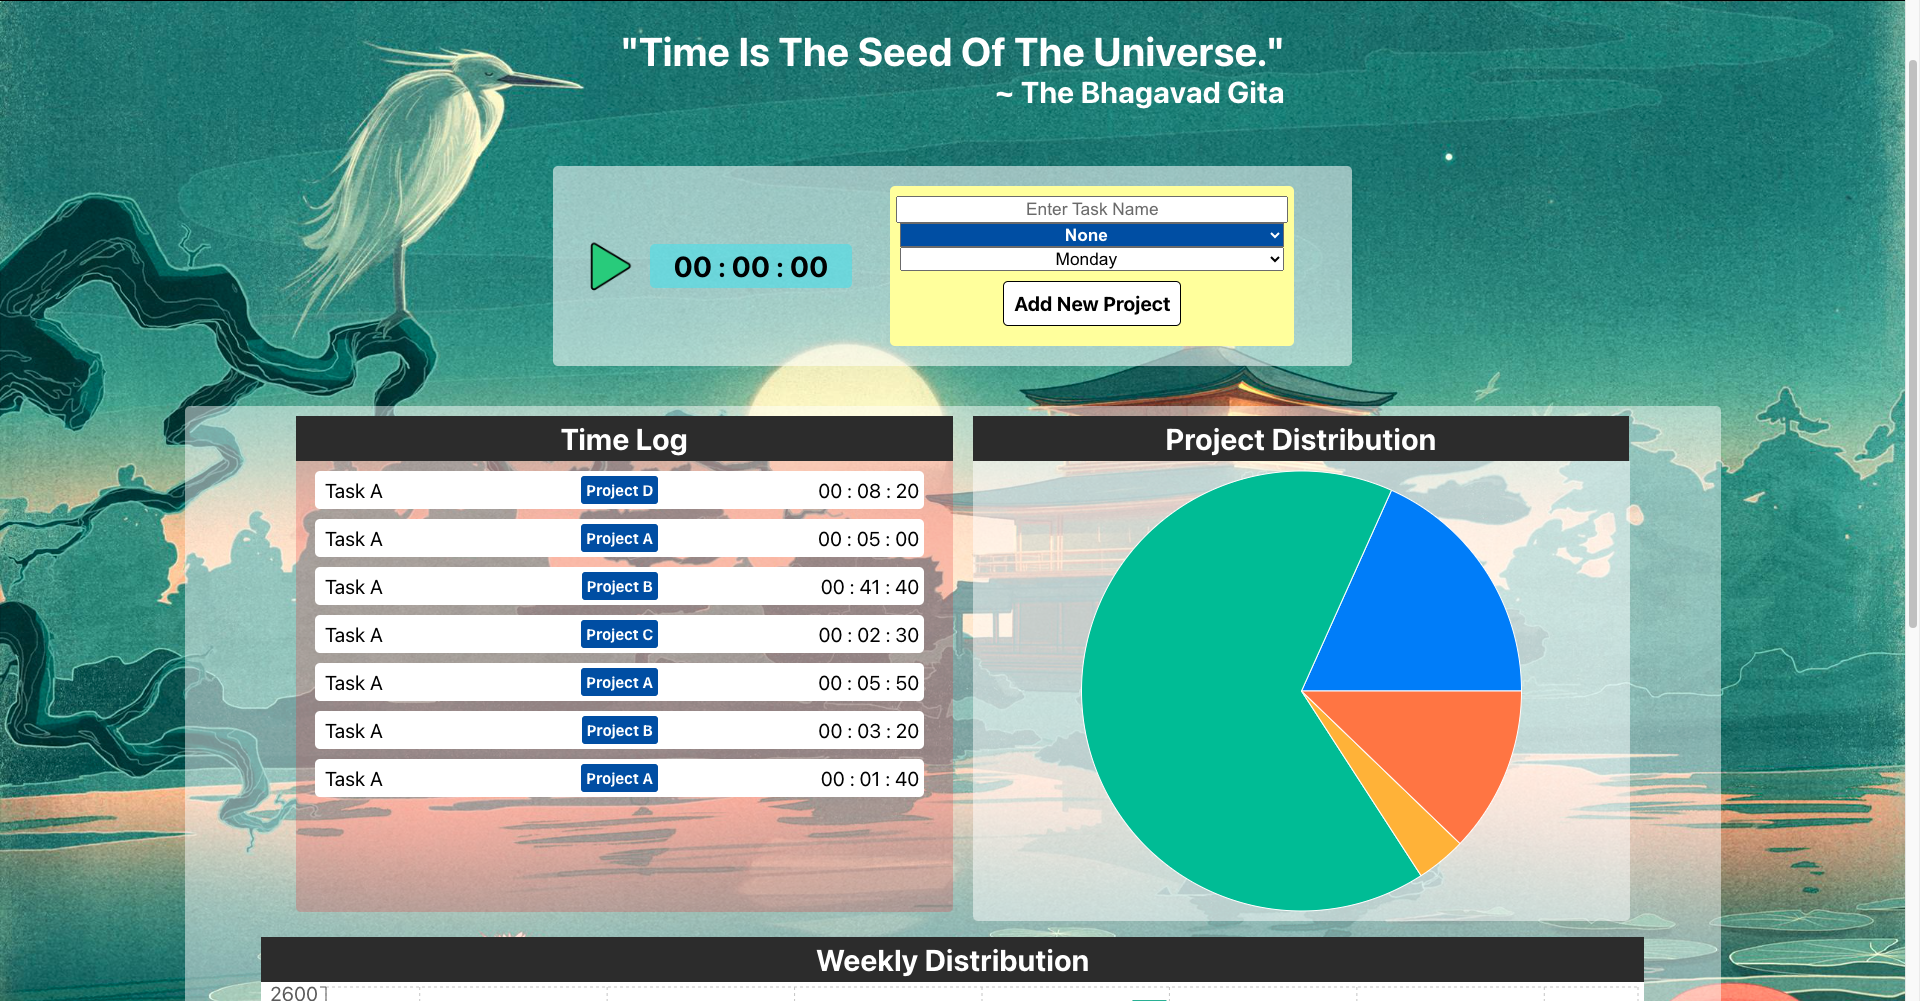 "Time Is The Seed Of The Universe."
~ The Bhagavad Gita
00 : 00 : 00
Enter Task Name
None
Monday
Add New Project
Time Log
Task A Project D 00 : 08 : 20
Task A Project A 00 : 05 : 00
Task A Project B 00 : 41 : 40
Task A Project C 00 : 02 : 30
Task A Project A 00 : 05 : 50
Task A Project B 00 : 03 : 20
Task A Project A 00 : 01 : 40
Project Distribution
Weekly Distribution
2600